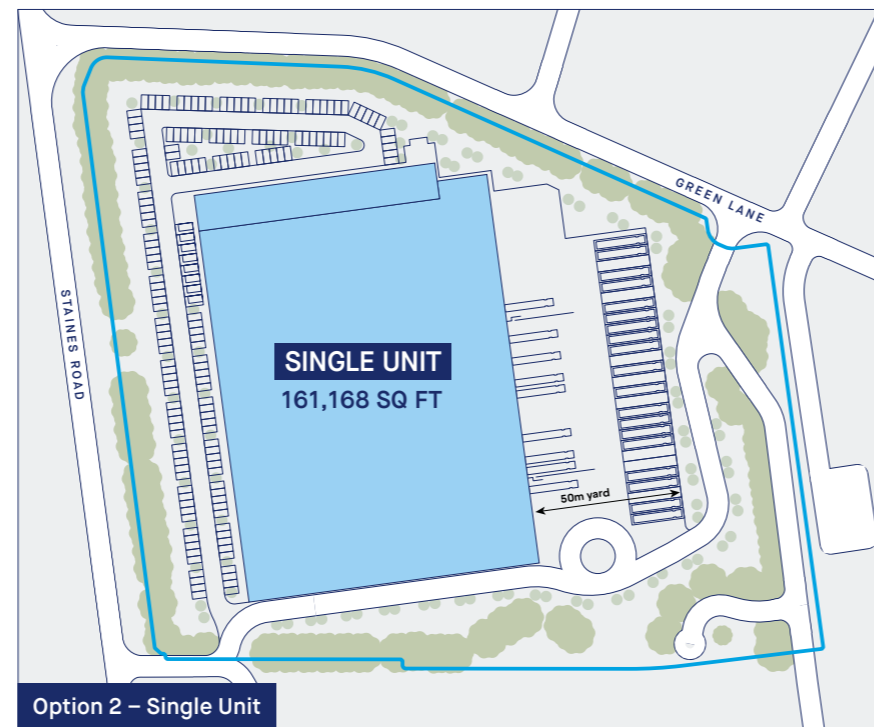 GREEN LANE
STAINES ROAD
SINGLE UNIT
161,168 SQ FT
50m yard
Option 2 – Single Unit